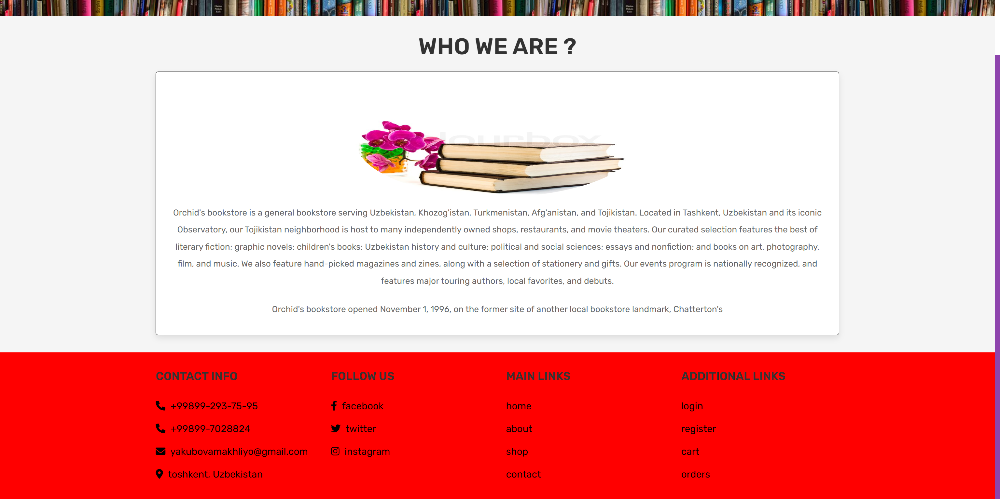 WHO WE ARE ?
Orchid's bookstore is a general bookstore serving Uzbekistan, Khozog'istan, Turkmenistan, Afg'anistan, and Tojikistan. Located in Tashkent, Uzbekistan and its iconic
Observatory, our Tojikistan neighborhood is host to many independently owned shops, restaurants, and movie theaters. Our curated selection features the best of
literary fiction; graphic novels; children's books; Uzbekistan history and culture; political and social sciences; essays and nonfiction; and books on art, photography,
film, and music. We also feature hand-picked magazines and zines, along with a selection of stationery and gifts. Our events program is nationally recognized, and
features major touring authors, local favorites, and debuts.
Orchid's bookstore opened November 1, 1996, on the former site of another local bookstore landmark, Chatterton's
CONTACT INFO
+99899-293-75-95
+99899-7028824
yakubovamakhliyo@gmail.com
toshkent, Uzbekistan
FOLLOW US
facebook
twitter
instagram
MAIN LINKS
home
about
shop
contact
ADDITIONAL LINKS
login
register
cart
orders